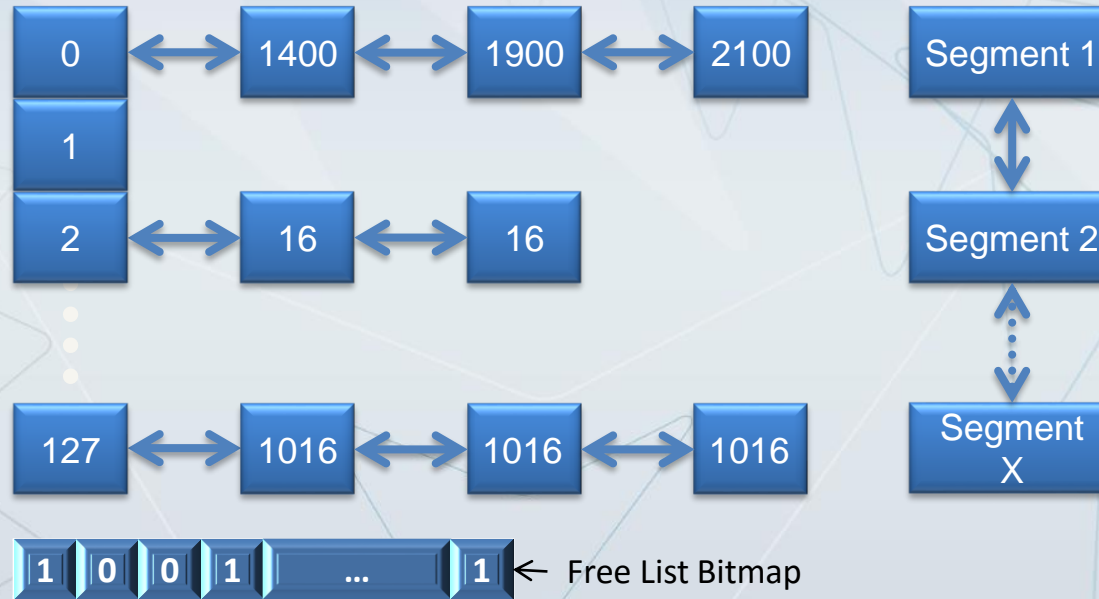 0 1400 1900 2100 Segment 1
1
2 16 16 Segment 2
127 1016 1016 1016 Segment
X
1 0 0 1 ... 1 Free List Bitmap